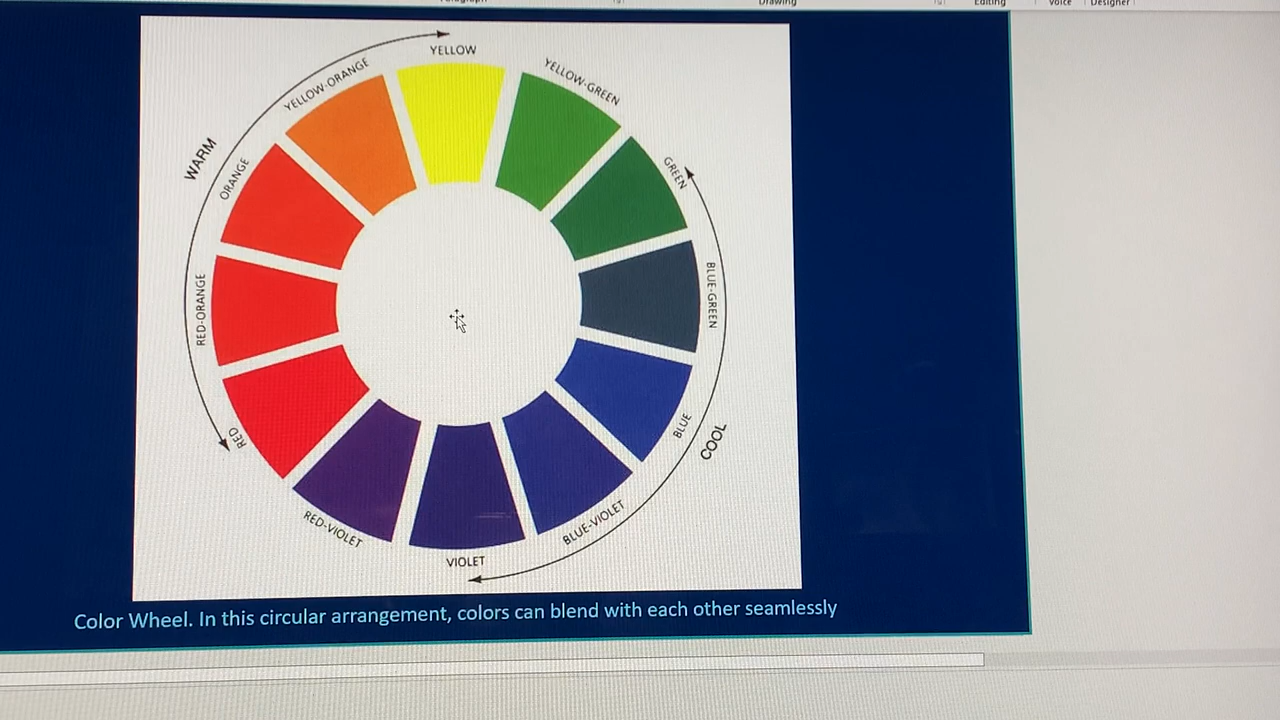 Drawing
Editing
Voice
Designer
YELLOW
YELLOW-GREEN
GREEN
BLUE-GREEN
BLUE
COOL
BLUE-VIOLET
VIOLET
RED-VIOLET
RED
RED-ORANGE
ORANGE
WARM
YELLOW-ORANGE
Color Wheel. In this circular arrangement, colors can blend with each other seamlessly